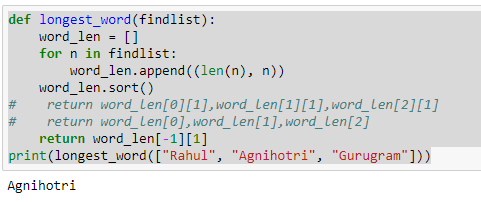 def longest_word(findlist):
    word_len = []
    for n in findlist:
        word_len.append((len(n), n))
    word_len.sort()
#    return word_len[0][1],word_len[1][1],word_len[2][1]
#    return word_len[0],word_len[1],word_len[2]
    return word_len[-1][1]
print(longest_word(["Rahul", "Agnihotri", "Gurugram"]))
Agnihotri